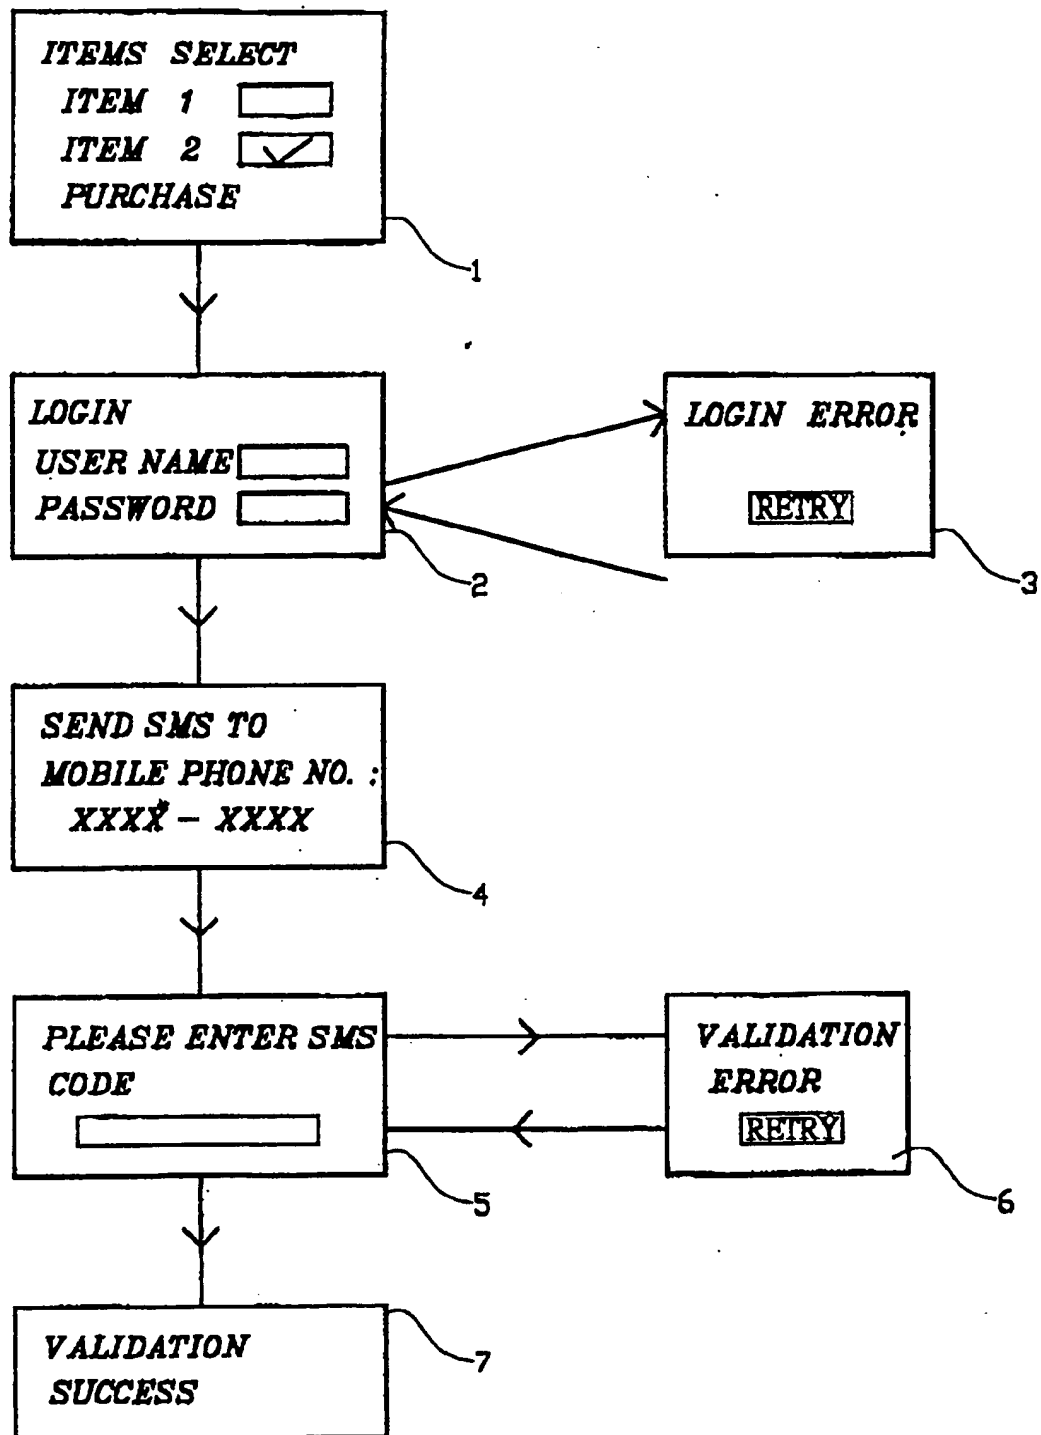 ITEMS SELECT
ITEM 1
ITEM 2
PURCHASE
1
LOGIN
USER NAME
PASSWORD
2
LOGIN ERROR
RETRY
3
SEND SMS TO
MOBILE PHONE NO. :
XXXX - XXXX
4
PLEASE ENTER SMS
CODE
5
VALIDATION
ERROR
RETRY
6
VALIDATION
SUCCESS
7